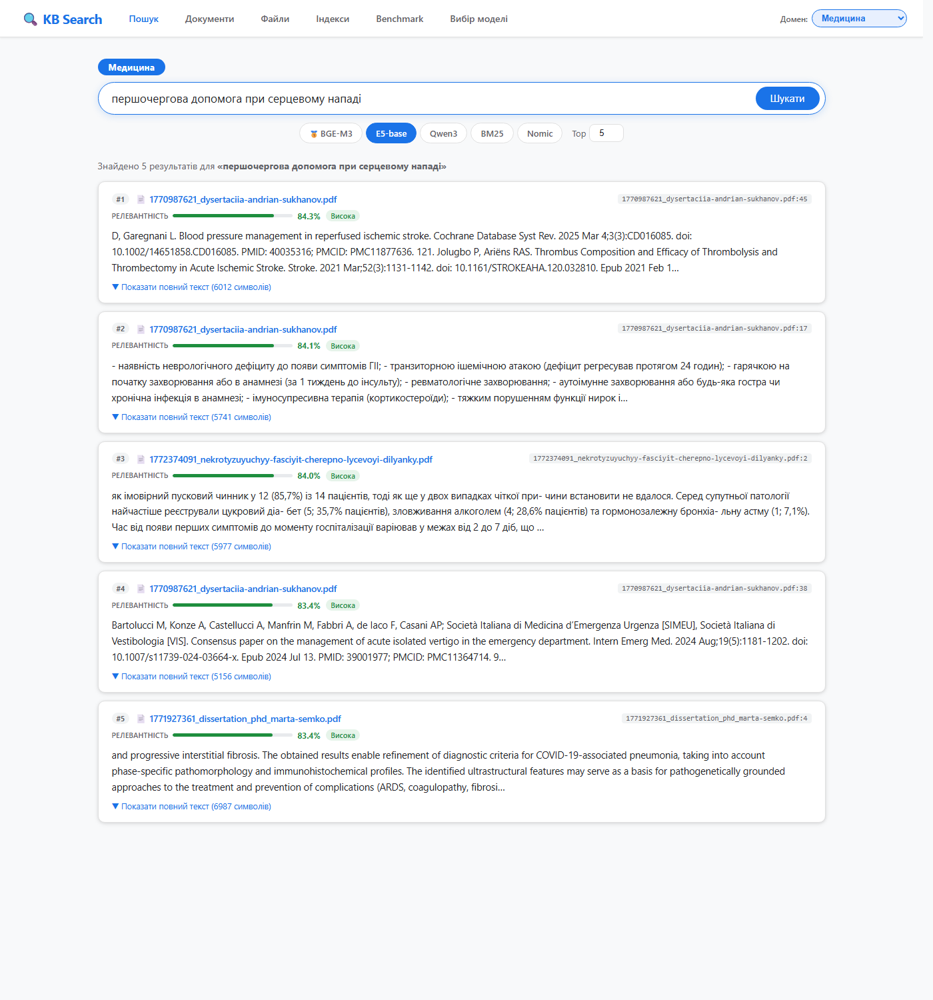 KB Search Пошук Документи Файли Індекси Benchmark Вибір моделі Домен: Медицина
Медицина
першочергова допомога при серцевому нападі Шукати
BGE-M3 E5-base Qwen3 BM25 Nomic Top 5
Знайдено 5 результатів для «першочергова допомога при серцевому нападі»
#1 1770987621_dysertaciia-andrian-sukhanov.pdf 1770987621_dysertaciia-andrian-sukhanov.pdf:45
РЕЛЕВАНТНІСТЬ 84.3% Висока
D, Garegnani L. Blood pressure management in reperfused ischemic stroke. Cochrane Database Syst Rev. 2025 Mar 4;3(3):CD016085. doi:
10.1002/14651858.CD016085. PMID: 40035316; PMCID: PMC11877636. 121. Jolugbo P, Ariëns RAS. Thrombus Composition and Efficacy of Thrombolysis and
Thrombectomy in Acute Ischemic Stroke. Stroke. 2021 Mar;52(3):1131-1142. doi: 10.1161/STROKEAHA.120.032810. Epub 2021 Feb 1...
▼ Показати повний текст (6012 символів)
#2 1770987621_dysertaciia-andrian-sukhanov.pdf 1770987621_dysertaciia-andrian-sukhanov.pdf:17
РЕЛЕВАНТНІСТЬ 84.1% Висока
- наявність неврологічного дефіциту до появи симптомів ГІІ; - транзиторною ішемічною атакою (дефіцит регресував протягом 24 годин); - гарячкою на
початку захворювання або в анамнезі (за 1 тиждень до інсульту); - ревматологічне захворювання; - аутоімунне захворювання або будь-яка гостра чи
хронічна інфекція в анамнезі; - імуносупресивна терапія (кортикостероїди); - тяжким порушенням функції нирок і...
▼ Показати повний текст (5741 символів)
#3 1772374091_nekrotyzuyuchyy-fasciyit-cherepno-lycevoyi-dilyanky.pdf 1772374091_nekrotyzuyuchyy-fasciyit-cherepno-lycevoyi-dilyanky.pdf:2
РЕЛЕВАНТНІСТЬ 84.0% Висока
як імовірний пусковий чинник у 12 (85,7%) із 14 пацієнтів, тоді як ще у двох випадках чіткої при- чини встановити не вдалося. Серед супутньої патології
найчастіше реєстрували цукровий діа- бет (5; 35,7% пацієнтів), зловживання алкоголем (4; 28,6% пацієнтів) та гормонозалежну бронхіа- льну астму (1; 7,1%).
Час від появи перших симптомів до моменту госпіталізації варіював у межах від 2 до 7 діб, що ...
▼ Показати повний текст (5977 символів)
#4 1770987621_dysertaciia-andrian-sukhanov.pdf 1770987621_dysertaciia-andrian-sukhanov.pdf:38
РЕЛЕВАНТНІСТЬ 83.4% Висока
Bartolucci M, Konze A, Castellucci A, Manfrin M, Fabbri A, de Iaco F, Casani AP; Società Italiana di Medicina d'Emergenza Urgenza [SIMEU], Società Italiana di
Vestibologia [VIS]. Consensus paper on the management of acute isolated vertigo in the emergency department. Intern Emerg Med. 2024 Aug;19(5):1181-1202. doi:
10.1007/s11739-024-03664-x. Epub 2024 Jul 13. PMID: 39001977; PMCID: PMC11364714. 9...
▼ Показати повний текст (5156 символів)
#5 1771927361_dissertation_phd_marta-semko.pdf 1771927361_dissertation_phd_marta-semko.pdf:4
РЕЛЕВАНТНІСТЬ 83.4% Висока
and progressive interstitial fibrosis. The obtained results enable refinement of diagnostic criteria for COVID-19-associated pneumonia, taking into account
phase-specific pathomorphology and immunohistochemical profiles. The identified ultrastructural features may serve as a basis for pathogenetically grounded
approaches to the treatment and prevention of complications (ARDS, coagulopathy, fibrosi...
▼ Показати повний текст (6987 символів)